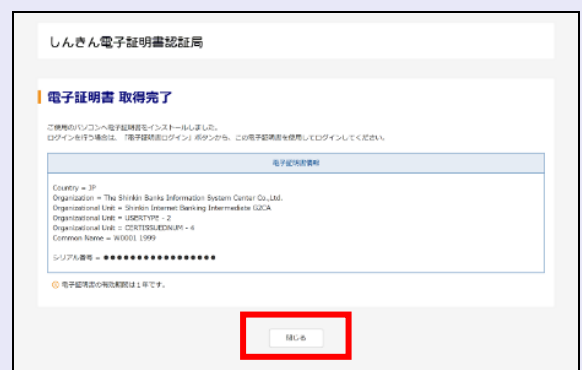 しんきん電子証明書認証局
電子証明書 取得完了
ご使用のパソコンへ電子証明書をインストールしました。
ログインを行う場合は、「電子証明書ログイン」ボタンから、この電子証明書を使用してログインしてください。
電子証明書情報
Country = JP
Organization = The Shinkin Banks Information System Center Co.,Ltd.
Organizational Unit = Shinkin Internet Banking Intermediate G2CA
Organizational Unit = USERTYPE - 2
Organizational Unit = CERTISSUEDNUM - 4
Common Name = W0001 1999
シリアル番号 = ●●●●●●●●●●●●●●●●●
電子証明書の有効期間は1年です。
閉じる